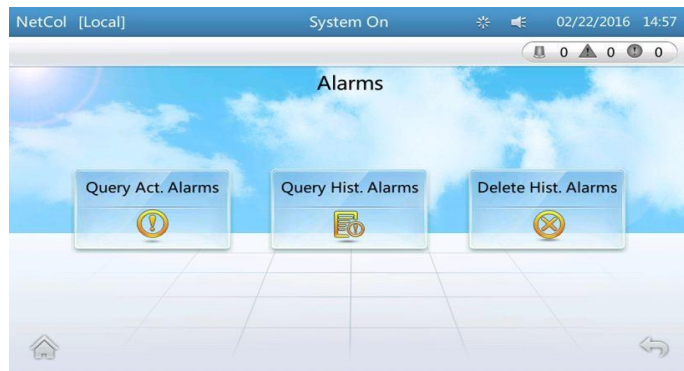 NetCol [Local] System On 02/22/2016 14:57
0 0 0
Alarms
Query Act. Alarms Query Hist. Alarms Delete Hist. Alarms